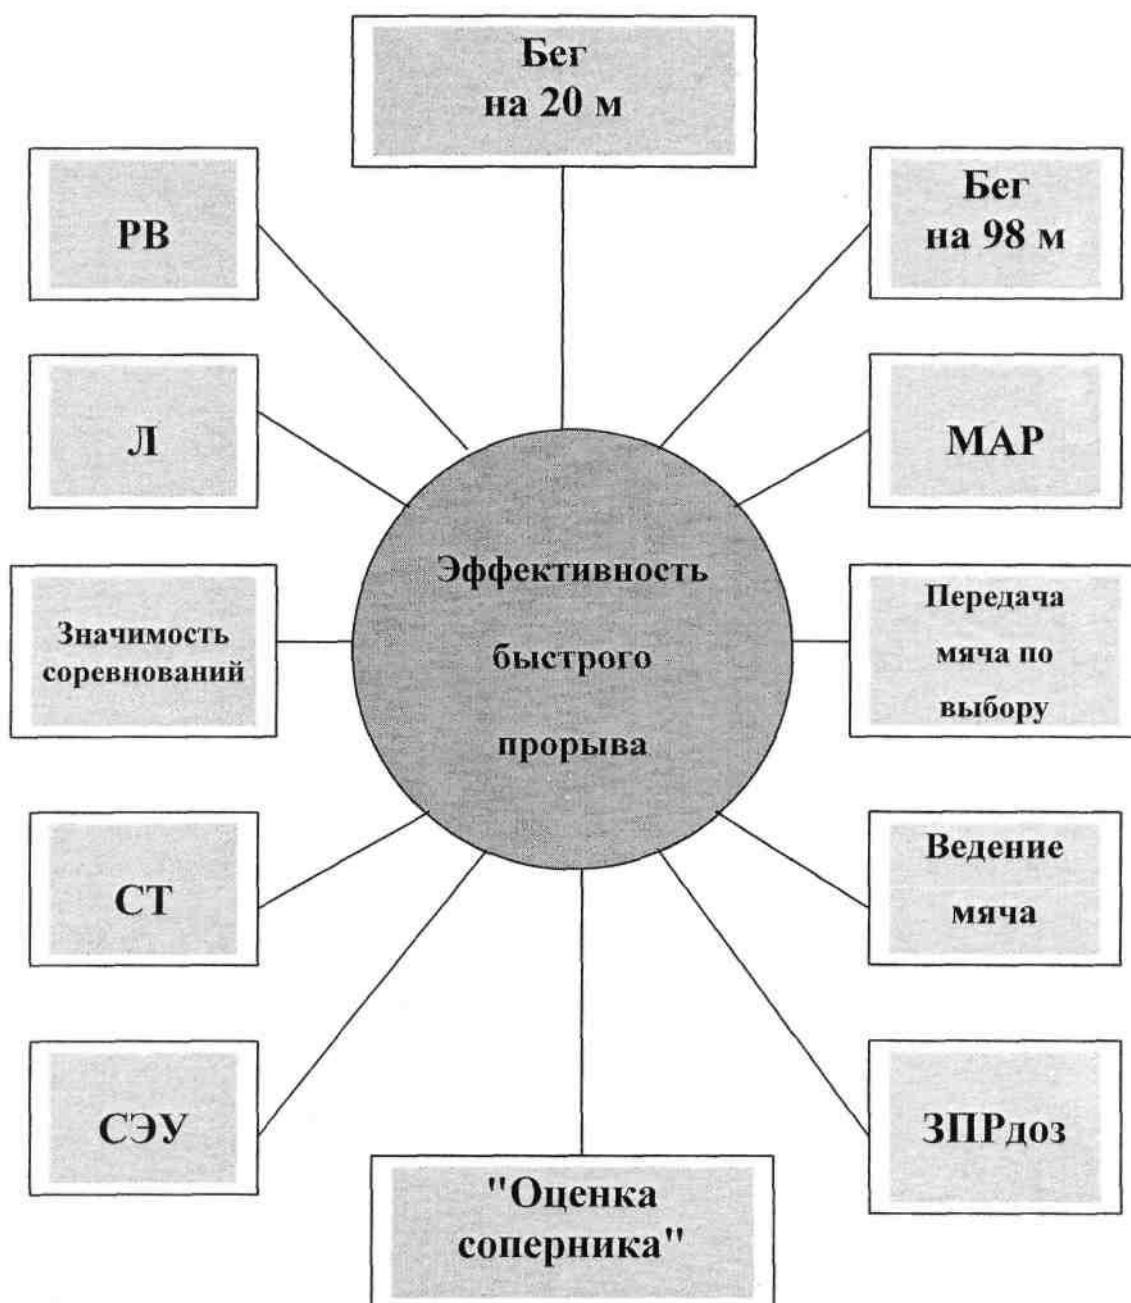 Бег
на 20 м
РВ
Бег
на 98 м
Л
МАР
Эффективность
быстрого
прорыва
Значимость
соревнований
Передача
мяча по
выбору
СТ
Ведение
мяча
СЭУ
ЗПРдоз
"Оценка
соперника"